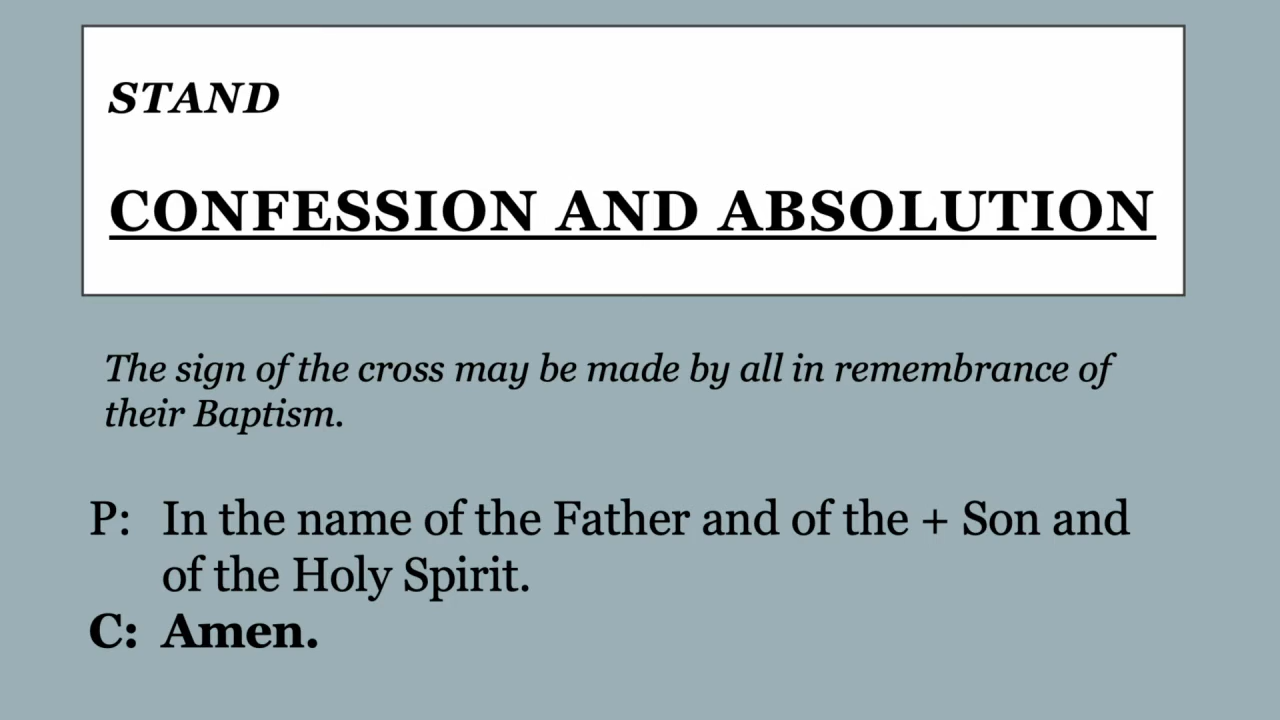 STAND
CONFESSION AND ABSOLUTION
The sign of the cross may be made by all in remembrance of
their Baptism.
P: In the name of the Father and of the + Son and
of the Holy Spirit.
C: Amen.